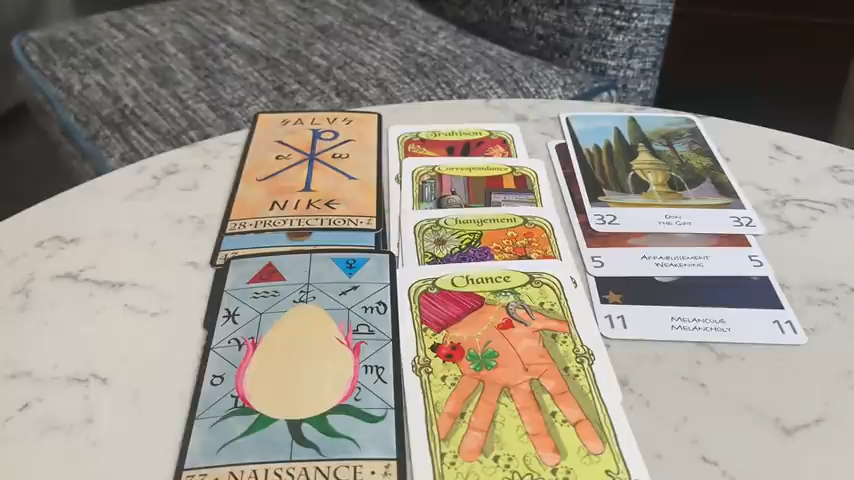 SALVS
α ω
NIKE
28 · PROTECTION ·
NAISSANCE ·
Trahison
Correspondance
Changement
Chance
32 DON 32
THE GIFT
5 AFFAIBLISSEMENT 5
WEAKENING
11 MELANCOLIE 11
MELANCHOLY